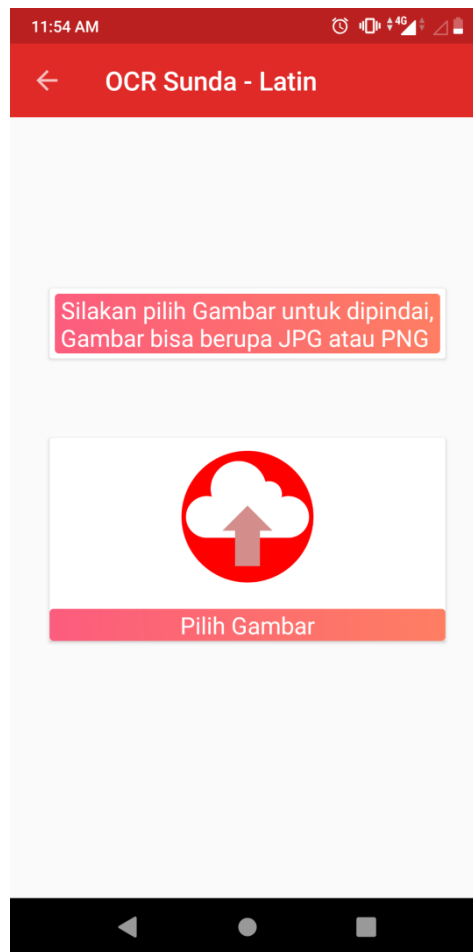 11:54 AM
4G
OCR Sunda - Latin
Silakan pilih Gambar untuk dipindai,
Gambar bisa berupa JPG atau PNG
Pilih Gambar